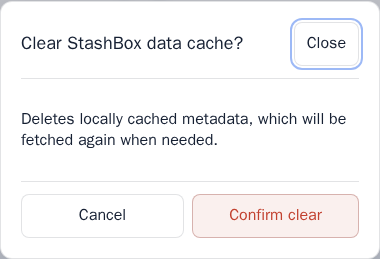 Clear StashBox data cache?
Close
Deletes locally cached metadata, which will be
fetched again when needed.
Cancel
Confirm clear